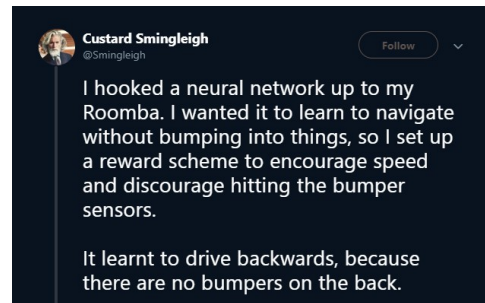 Custard Smingleigh
@Smingleigh
Follow
I hooked a neural network up to my
Roomba. I wanted it to learn to navigate
without bumping into things, so I set up
a reward scheme to encourage speed
and discourage hitting the bumper
sensors.
It learnt to drive backwards, because
there are no bumpers on the back.